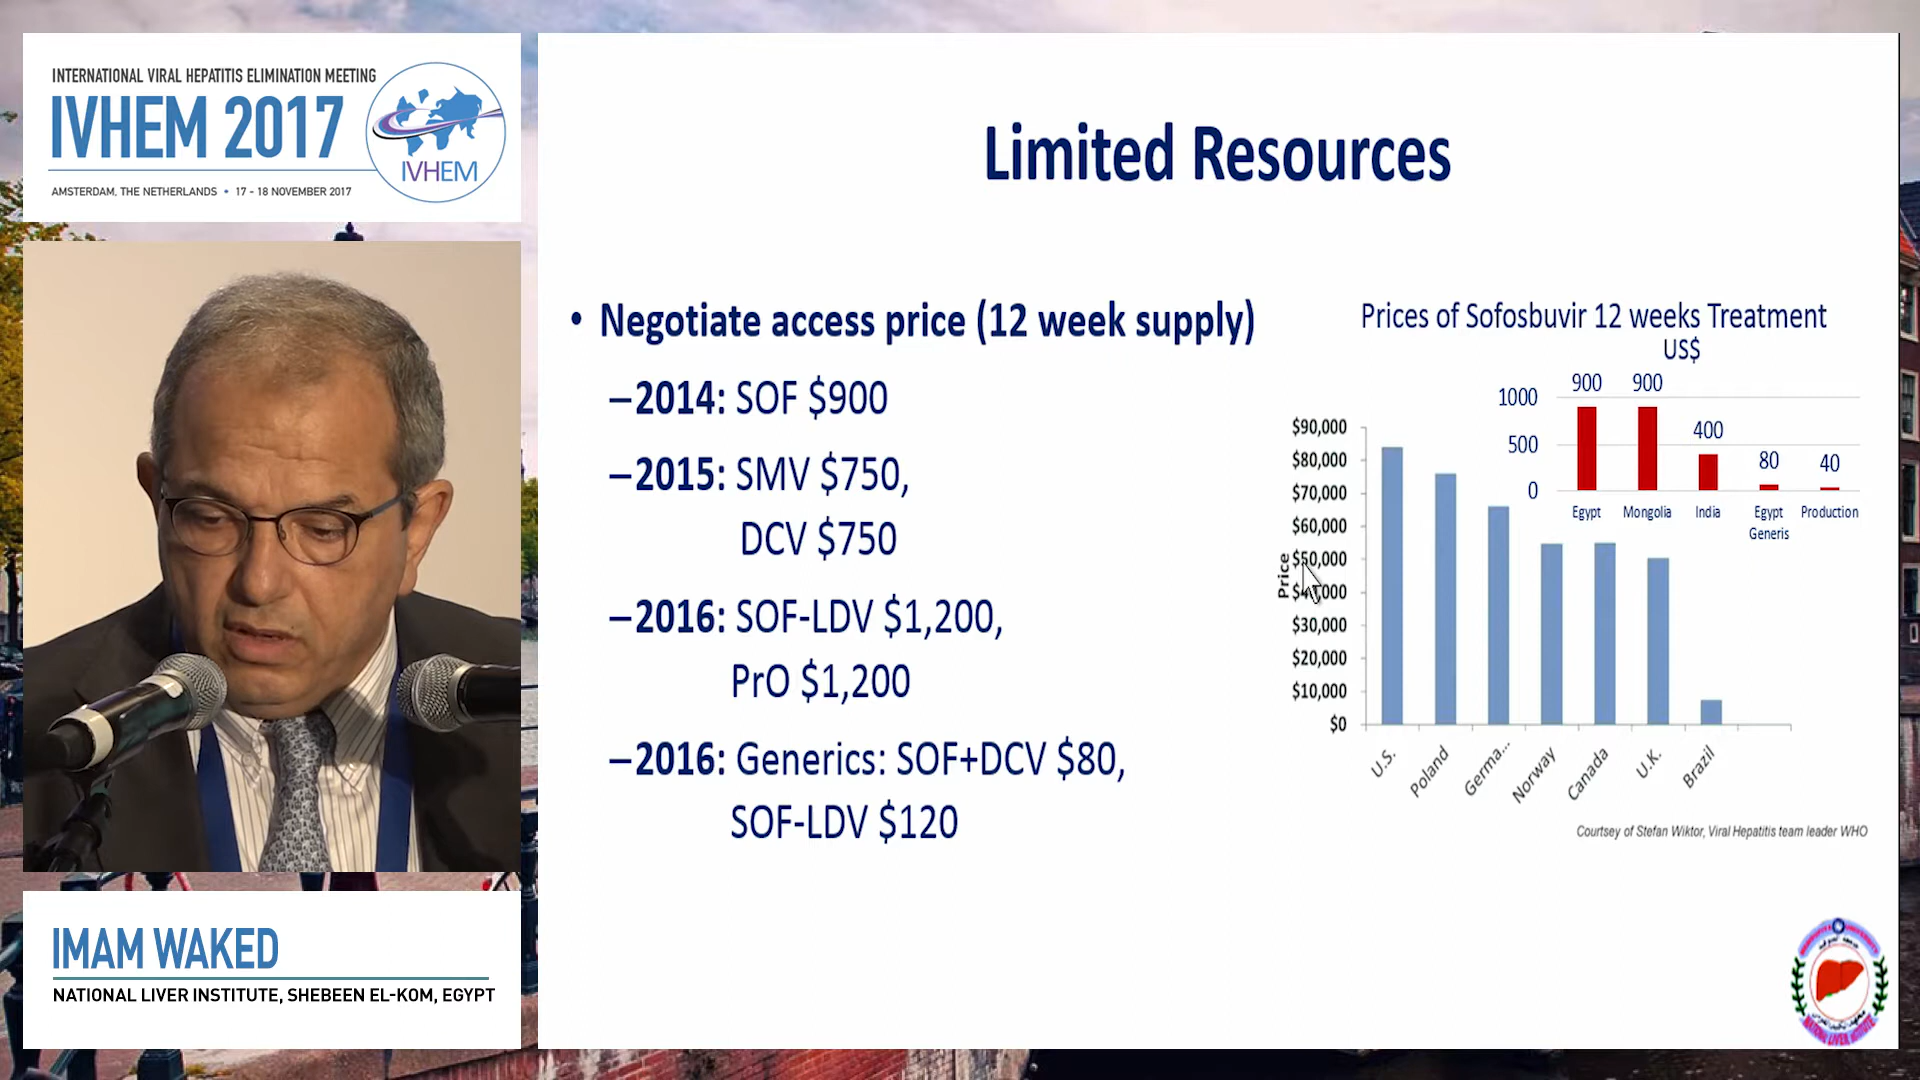 INTERNATIONAL VIRAL HEPATITIS ELIMINATION MEETING
IVHEM 2017
IVHEM
AMSTERDAM, THE NETHERLANDS • 17 - 18 NOVEMBER 2017
IMAM WAKED
NATIONAL LIVER INSTITUTE, SHEBEEN EL-KOM, EGYPT
Limited Resources
• Negotiate access price (12 week supply)
–2014: SOF $900
–2015: SMV $750,
DCV $750
–2016: SOF-LDV $1,200,
PrO $1,200
–2016: Generics: SOF+DCV $80,
SOF-LDV $120
Prices of Sofosbuvir 12 weeks Treatment
US$
900 900 400 80 40
1000
500
0
Egypt Mongolia India Egypt Generis Production
Price
$90,000
$80,000
$70,000
$60,000
$50,000
$40,000
$30,000
$20,000
$10,000
$0
U.S. Poland Germa... Norway Canada U.K. Brazil
Courtsey of Stefan Wiktor, Viral Hepatitis team leader WHO
NATIONAL LIVER INSTITUTE